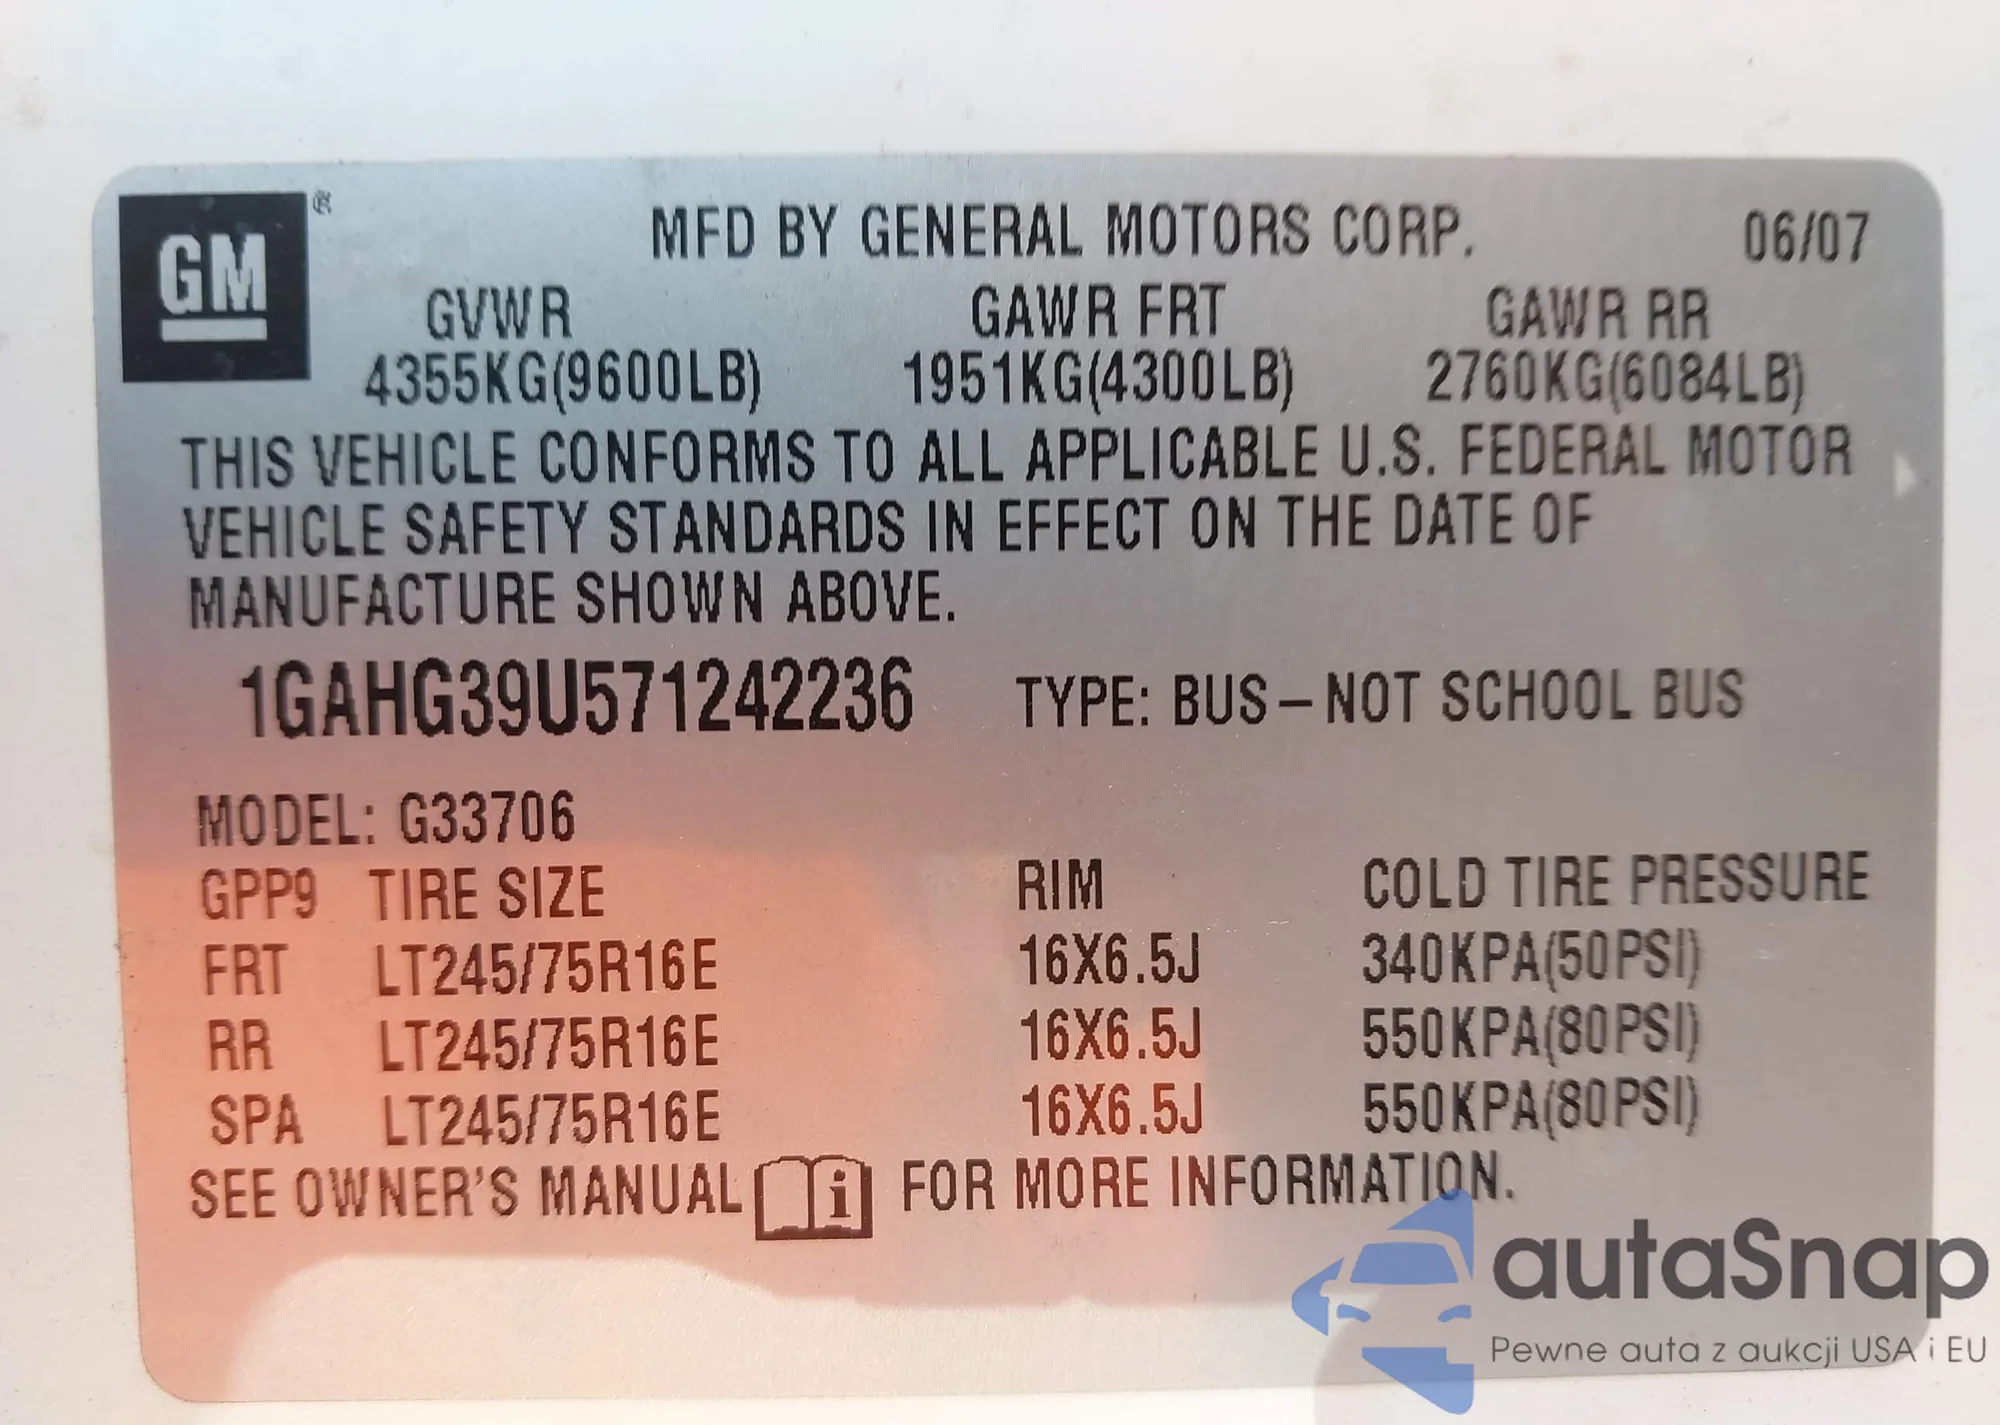 GM ®
MFD BY GENERAL MOTORS CORP. 06/07
GVWR GAWR FRT GAWR RR
4355KG(9600LB) 1951KG(4300LB) 2760KG(6084LB)
THIS VEHICLE CONFORMS TO ALL APPLICABLE U.S. FEDERAL MOTOR
VEHICLE SAFETY STANDARDS IN EFFECT ON THE DATE OF
MANUFACTURE SHOWN ABOVE.
1GAHG39U571242236 TYPE: BUS–NOT SCHOOL BUS
MODEL: G33706
GPP9 TIRE SIZE RIM COLD TIRE PRESSURE
FRT LT245/75R16E 16X6.5J 340KPA(50PSI)
RR LT245/75R16E 16X6.5J 550KPA(80PSI)
SPA LT245/75R16E 16X6.5J 550KPA(80PSI)
SEE OWNER'S MANUAL i FOR MORE INFORMATION.
autaSnap
Pewne auta z aukcji USA i EU